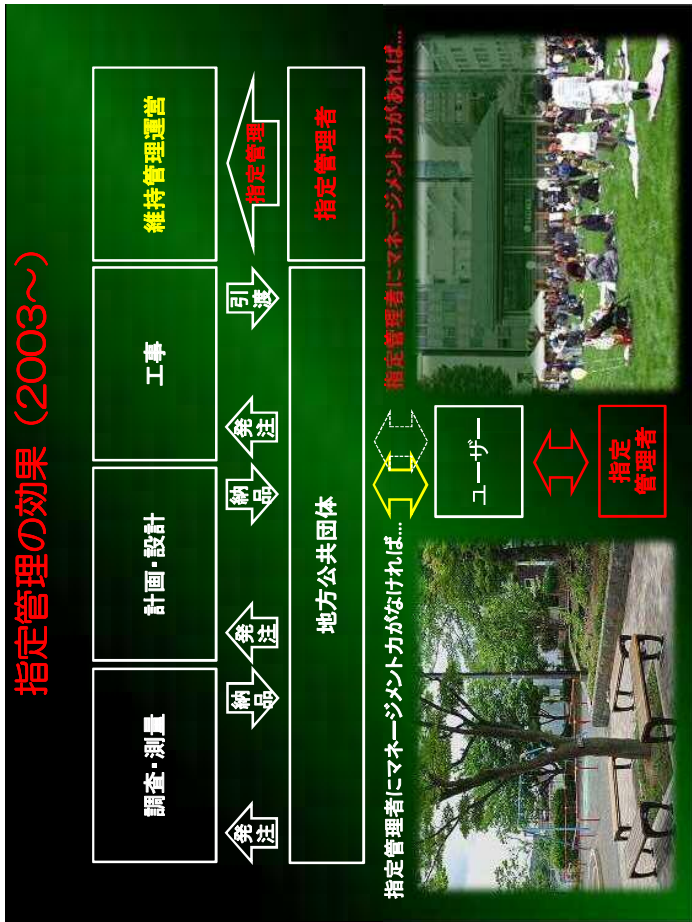 指定管理の効果（2003～）
調査・測量
計画・設計
工事
維持管理運営
発
注
納
品
発
注
納
品
発
注
引
渡
指定管理
地方公共団体
指定管理者
指定管理者にマネージメント力がなければ…
指定管理者にマネージメント力があれば…
ユーザー
指定
管理者